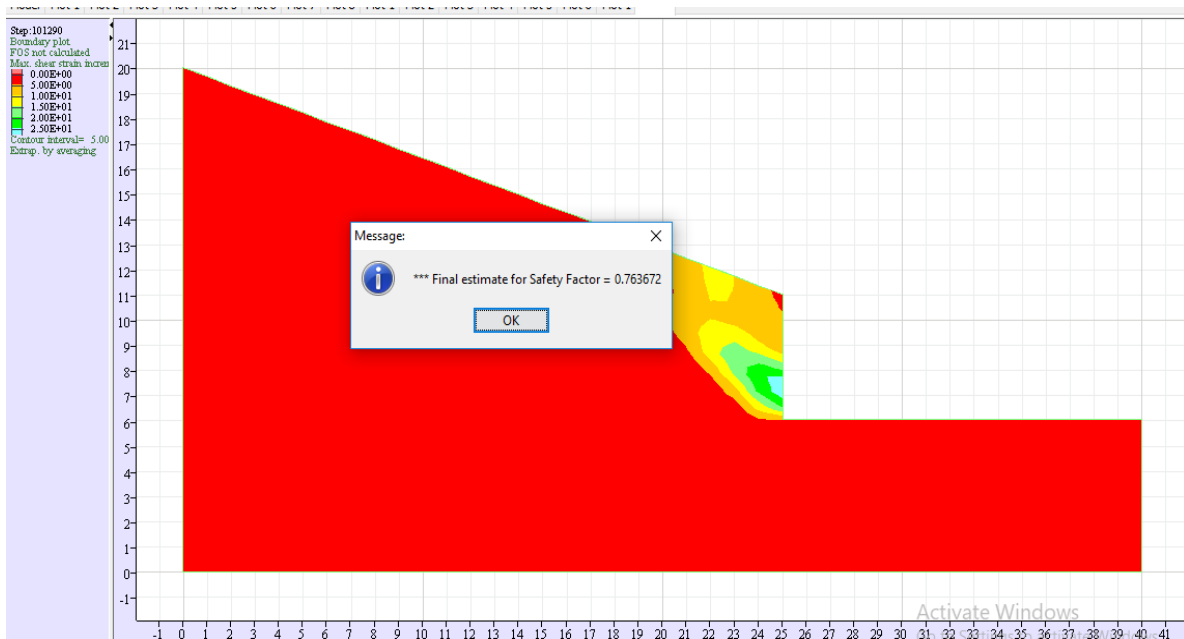 Step:101290
Boundary plot
FOS not calculated
Max. shear strain increm
0.00E+00
5.00E+00
1.00E+01
1.50E+01
2.00E+01
2.50E+01
Contour interval= 5.00
Extrap. by averaging
21
20
19
18
17
16
15
14
13
12
11
10
9
8
7
6
5
4
3
2
1
0
-1
Message:
*** Final estimate for Safety Factor = 0.763672
OK
Activate Windows
-1 0 1 2 3 4 5 6 7 8 9 10 11 12 13 14 15 16 17 18 19 20 21 22 23 24 25 26 27 28 29 30 31 32 33 34 35 36 37 38 39 40 41